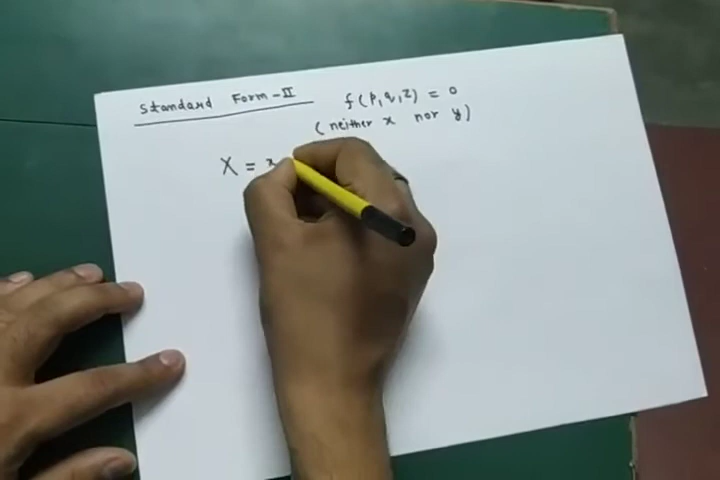 Standard Form-II f(p,q,z) = 0
(neither x nor y)
X = x